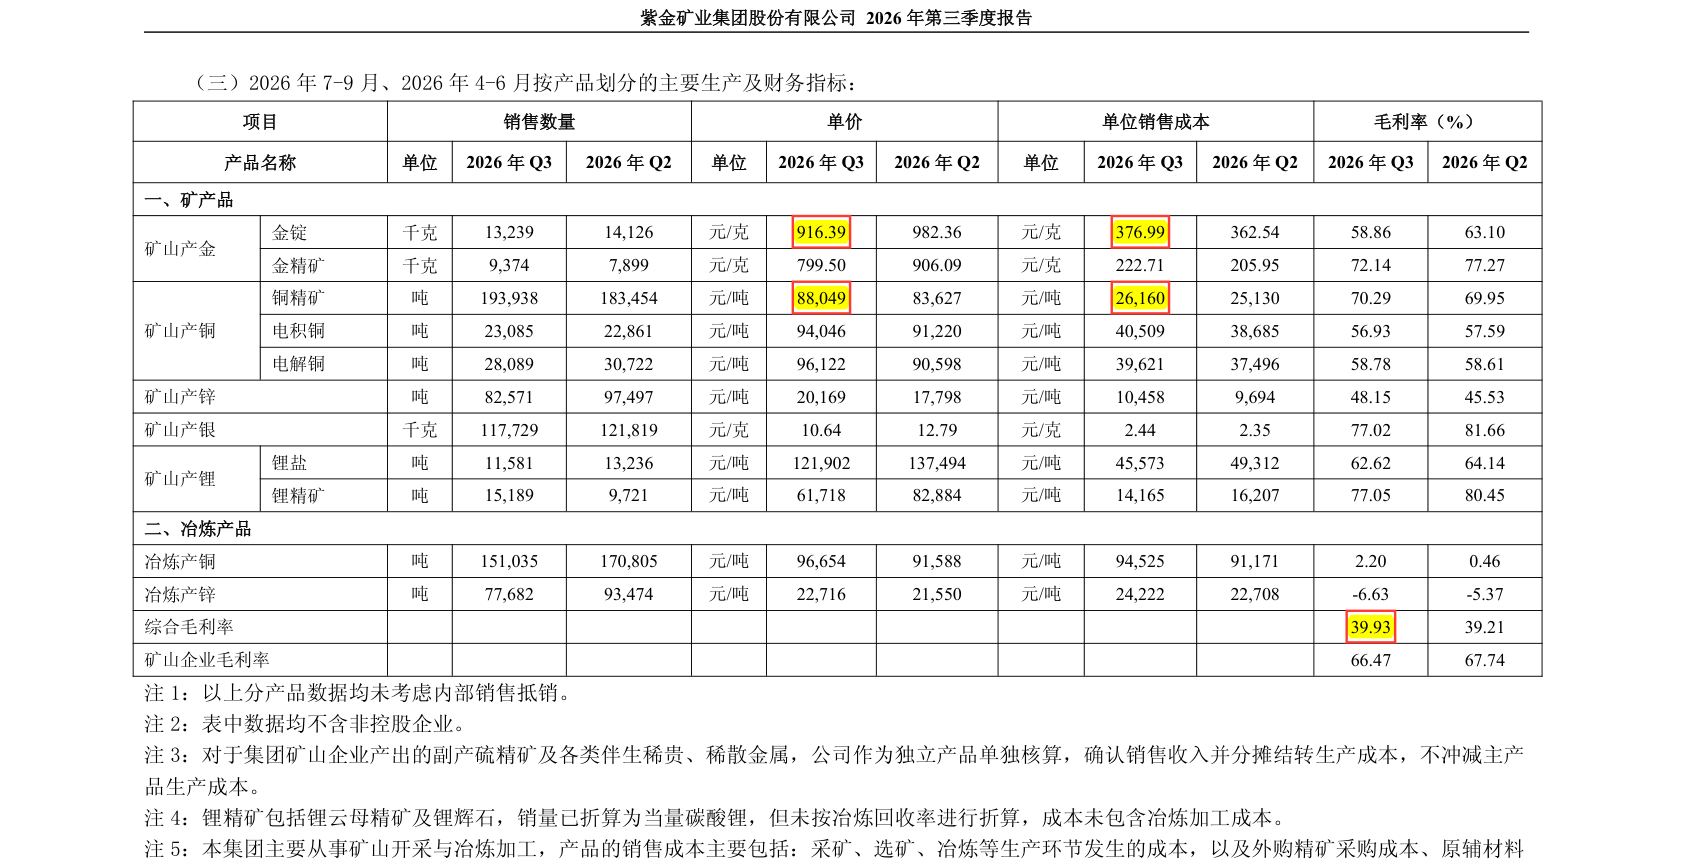 紫金矿业集团股份有限公司 2026 年第三季度报告
（三）2026 年 7-9 月、2026 年 4-6 月按产品划分的主要生产及财务指标：
项目 销售数量 单价 单位销售成本 毛利率（%）
产品名称 单位 2026 年 Q3 2026 年 Q2 单位 2026 年 Q3 2026 年 Q2 单位 2026 年 Q3 2026 年 Q2 2026 年 Q3 2026 年 Q2
一、矿产品
矿山产金 金锭 千克 13,239 14,126 元/克 916.39 982.36 元/克 376.99 362.54 58.86 63.10
金精矿 千克 9,374 7,899 元/克 799.50 906.09 元/克 222.71 205.95 72.14 77.27
矿山产铜 铜精矿 吨 193,938 183,454 元/吨 88,049 83,627 元/吨 26,160 25,130 70.29 69.95
电积铜 吨 23,085 22,861 元/吨 94,046 91,220 元/吨 40,509 38,685 56.93 57.59
电解铜 吨 28,089 30,722 元/吨 96,122 90,598 元/吨 39,621 37,496 58.78 58.61
矿山产锌 吨 82,571 97,497 元/吨 20,169 17,798 元/吨 10,458 9,694 48.15 45.53
矿山产银 千克 117,729 121,819 元/克 10.64 12.79 元/克 2.44 2.35 77.02 81.66
矿山产锂 锂盐 吨 11,581 13,236 元/吨 121,902 137,494 元/吨 45,573 49,312 62.62 64.14
锂精矿 吨 15,189 9,721 元/吨 61,718 82,884 元/吨 14,165 16,207 77.05 80.45
二、冶炼产品
冶炼产铜 吨 151,035 170,805 元/吨 96,654 91,588 元/吨 94,525 91,171 2.20 0.46
冶炼产锌 吨 77,682 93,474 元/吨 22,716 21,550 元/吨 24,222 22,708 -6.63 -5.37
综合毛利率 39.93 39.21
矿山企业毛利率 66.47 67.74
注 1：以上分产品数据均未考虑内部销售抵销。
注 2：表中数据均不含非控股企业。
注 3：对于集团矿山企业产出的副产硫精矿及各类伴生稀贵、稀散金属，公司作为独立产品单独核算，确认销售收入并分摊结转生产成本，不冲减主产
品生产成本。
注 4：锂精矿包括锂云母精矿及锂辉石，销量已折算为当量碳酸锂，但未按冶炼回收率进行折算，成本未包含冶炼加工成本。
注 5：本集团主要从事矿山开采与冶炼加工，产品的销售成本主要包括：采矿、选矿、冶炼等生产环节发生的成本，以及外购精矿采购成本、原辅材料